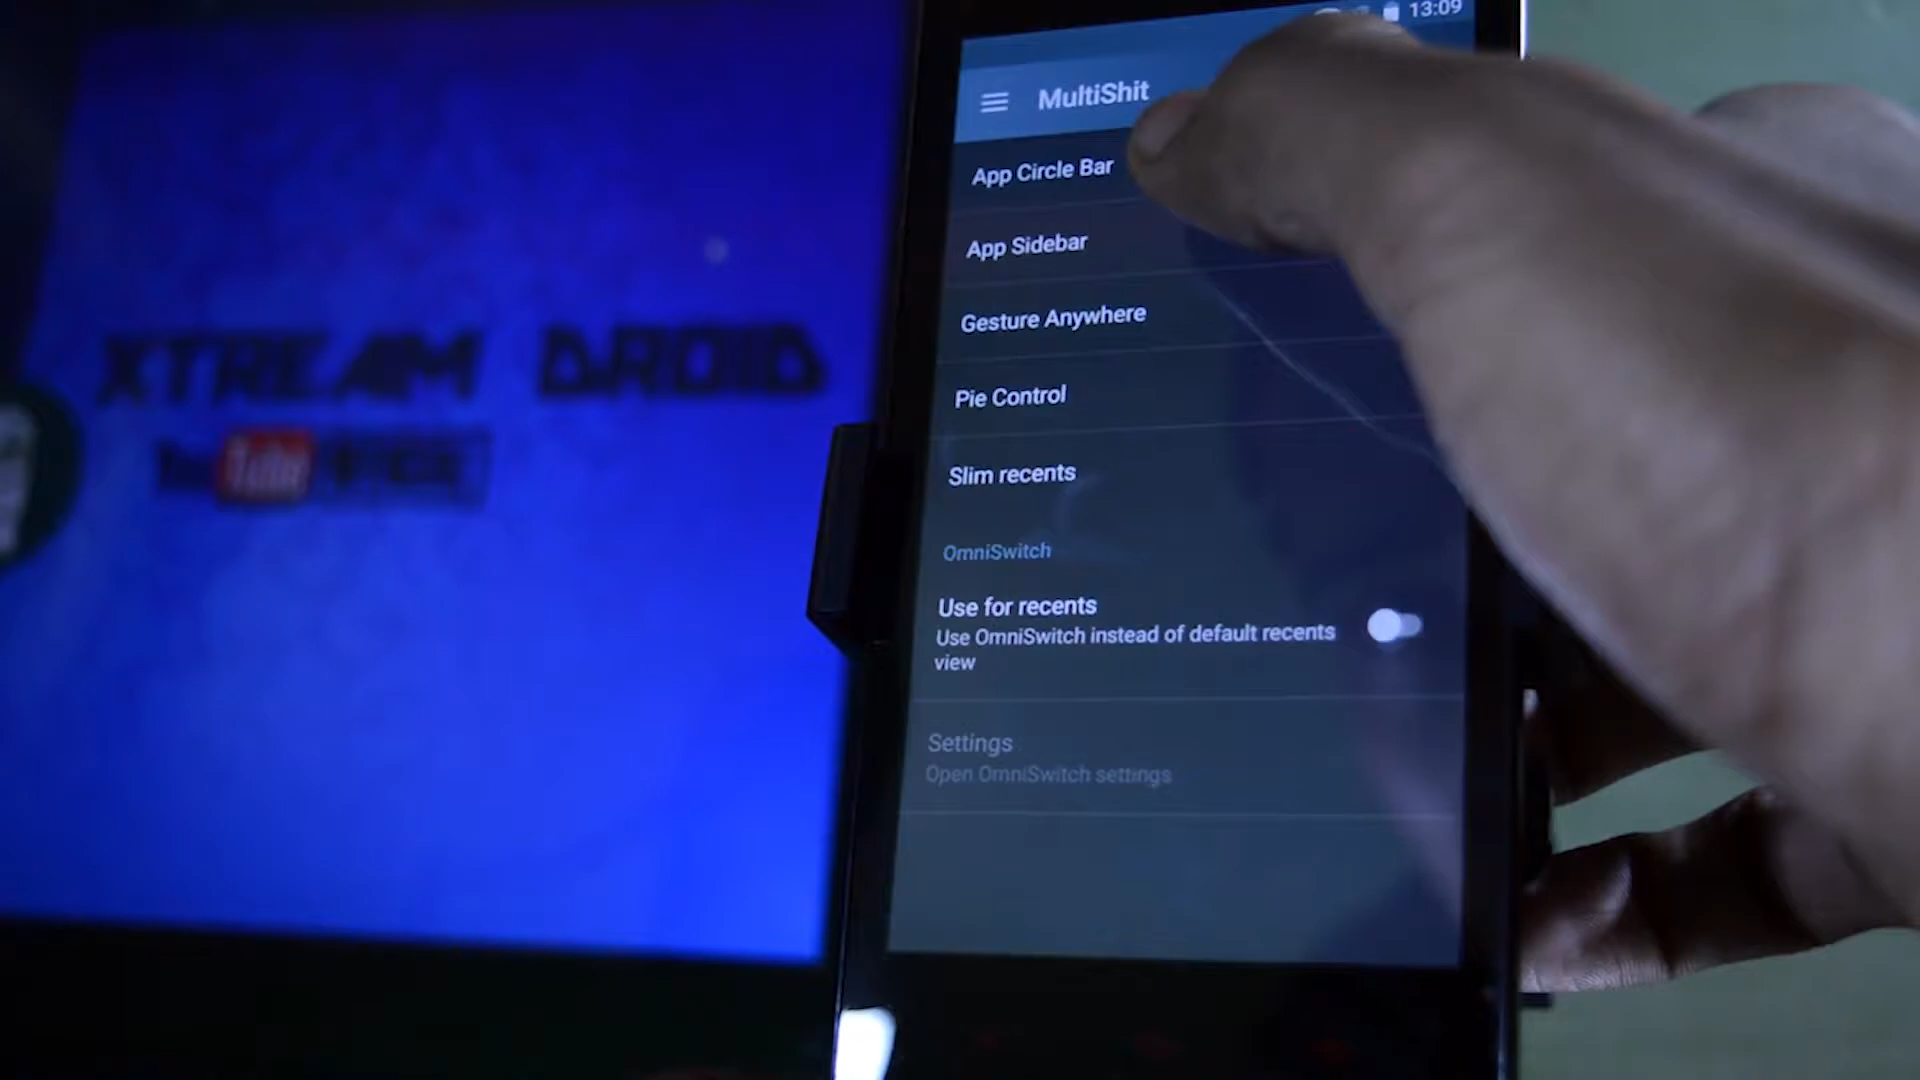 XTREAM DROID
Tube
13:09
MultiShit
App Circle Bar
App Sidebar
Gesture Anywhere
Pie Control
Slim recents
OmniSwitch
Use for recents
Use OmniSwitch instead of default recents
view
Settings
Open OmniSwitch settings